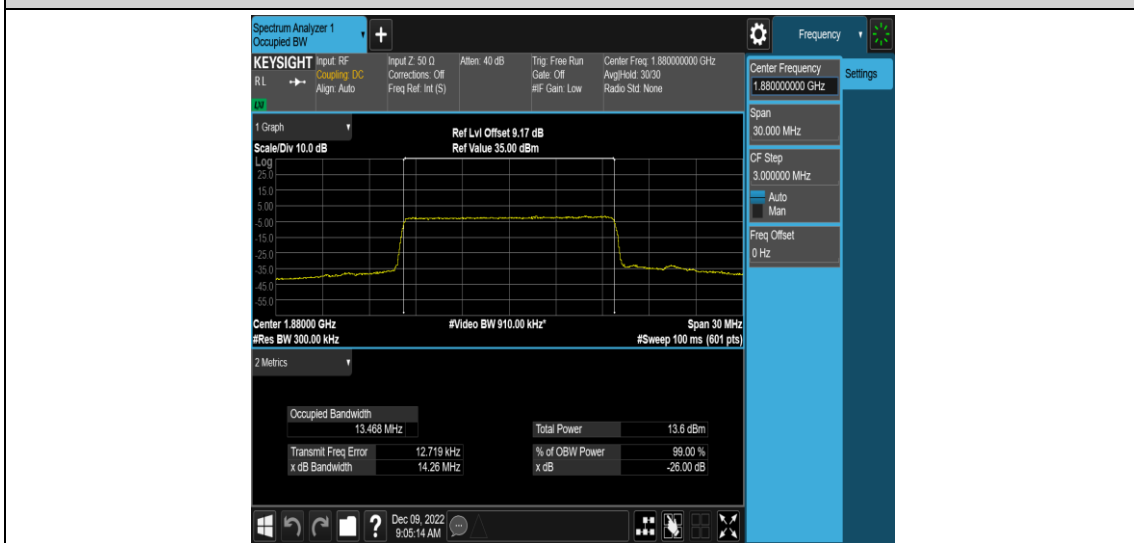 Spectrum Analyzer 1
Occupied BW
Frequency
KEYSIGHT
RL
LXI
Input: RF
Coupling: DC
Align: Auto
Input Z: 50 Ω
Corrections: Off
Freq Ref: Int (S)
Atten: 40 dB
Trig: Free Run
Gate: Off
#IF Gain: Low
Center Freq: 1.880000000 GHz
Avg|Hold: 30/30
Radio Std: None
Center Frequency
1.880000000 GHz
Settings
Span
30.000 MHz
CF Step
3.000000 MHz
Auto
Man
Freq Offset
0 Hz
1 Graph
Scale/Div 10.0 dB
Ref Lvl Offset 9.17 dB
Ref Value 35.00 dBm
Log
25.0
15.0
5.00
-5.00
-15.0
-25.0
-35.0
-45.0
-55.0
Center 1.88000 GHz
#Res BW 300.00 kHz
#Video BW 910.00 kHz*
Span 30 MHz
#Sweep 100 ms (601 pts)
2 Metrics
Occupied Bandwidth
13.468 MHz
Total Power 13.6 dBm
Transmit Freq Error 12.719 kHz
% of OBW Power 99.00 %
x dB Bandwidth 14.26 MHz
x dB -26.00 dB
?
Dec 09, 2022
9:05:14 AM